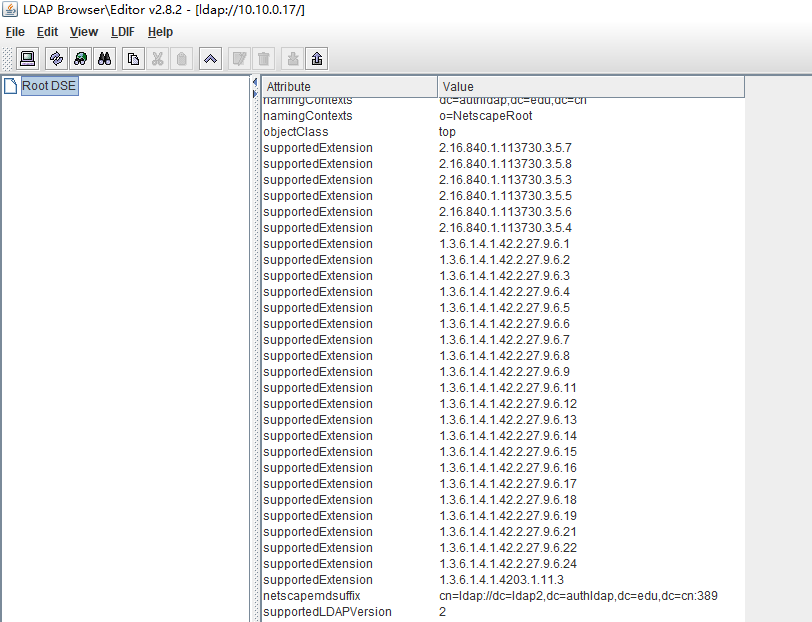 LDAP Browser\Editor v2.8.2 - [ldap://10.10.0.17/]
File Edit View LDIF Help
Root DSE
Attribute Value
namingContexts dc=authldap,dc=edu,dc=cn
namingContexts o=NetscapeRoot
objectClass top
supportedExtension 2.16.840.1.113730.3.5.7
supportedExtension 2.16.840.1.113730.3.5.8
supportedExtension 2.16.840.1.113730.3.5.3
supportedExtension 2.16.840.1.113730.3.5.5
supportedExtension 2.16.840.1.113730.3.5.6
supportedExtension 2.16.840.1.113730.3.5.4
supportedExtension 1.3.6.1.4.1.42.2.27.9.6.1
supportedExtension 1.3.6.1.4.1.42.2.27.9.6.2
supportedExtension 1.3.6.1.4.1.42.2.27.9.6.3
supportedExtension 1.3.6.1.4.1.42.2.27.9.6.4
supportedExtension 1.3.6.1.4.1.42.2.27.9.6.5
supportedExtension 1.3.6.1.4.1.42.2.27.9.6.6
supportedExtension 1.3.6.1.4.1.42.2.27.9.6.7
supportedExtension 1.3.6.1.4.1.42.2.27.9.6.8
supportedExtension 1.3.6.1.4.1.42.2.27.9.6.9
supportedExtension 1.3.6.1.4.1.42.2.27.9.6.11
supportedExtension 1.3.6.1.4.1.42.2.27.9.6.12
supportedExtension 1.3.6.1.4.1.42.2.27.9.6.13
supportedExtension 1.3.6.1.4.1.42.2.27.9.6.14
supportedExtension 1.3.6.1.4.1.42.2.27.9.6.15
supportedExtension 1.3.6.1.4.1.42.2.27.9.6.16
supportedExtension 1.3.6.1.4.1.42.2.27.9.6.17
supportedExtension 1.3.6.1.4.1.42.2.27.9.6.18
supportedExtension 1.3.6.1.4.1.42.2.27.9.6.19
supportedExtension 1.3.6.1.4.1.42.2.27.9.6.21
supportedExtension 1.3.6.1.4.1.42.2.27.9.6.22
supportedExtension 1.3.6.1.4.1.42.2.27.9.6.24
supportedExtension 1.3.6.1.4.1.4203.1.11.3
netscapemdsuffix cn=ldap://dc=ldap2,dc=authldap,dc=edu,dc=cn:389
supportedLDAPVersion 2